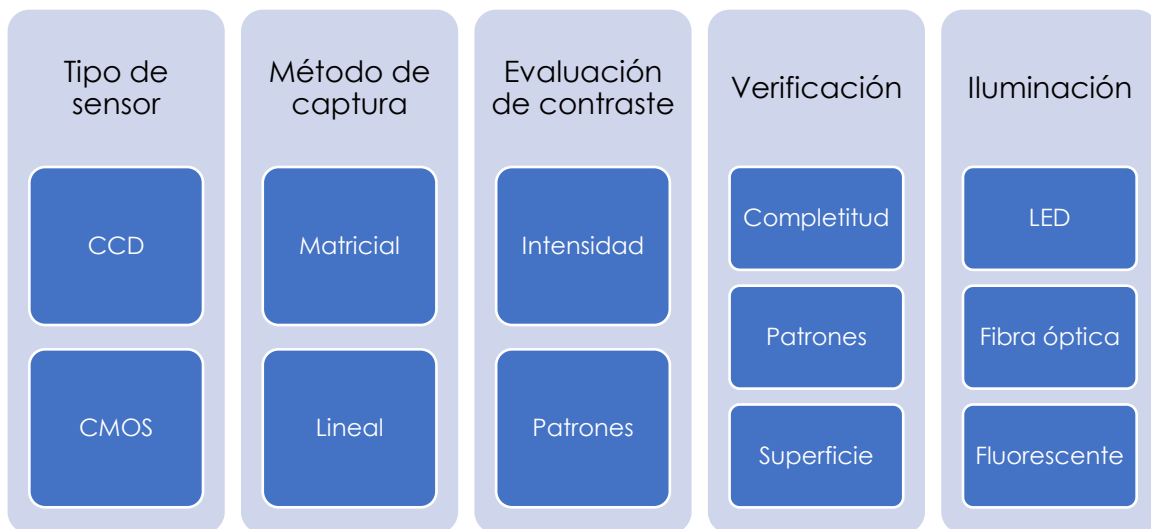 Tipo de
sensor
CCD
CMOS
Método de
captura
Matricial
Lineal
Evaluación
de contraste
Intensidad
Patrones
Verificación
Completitud
Patrones
Superficie
Iluminación
LED
Fibra óptica
Fluorescente